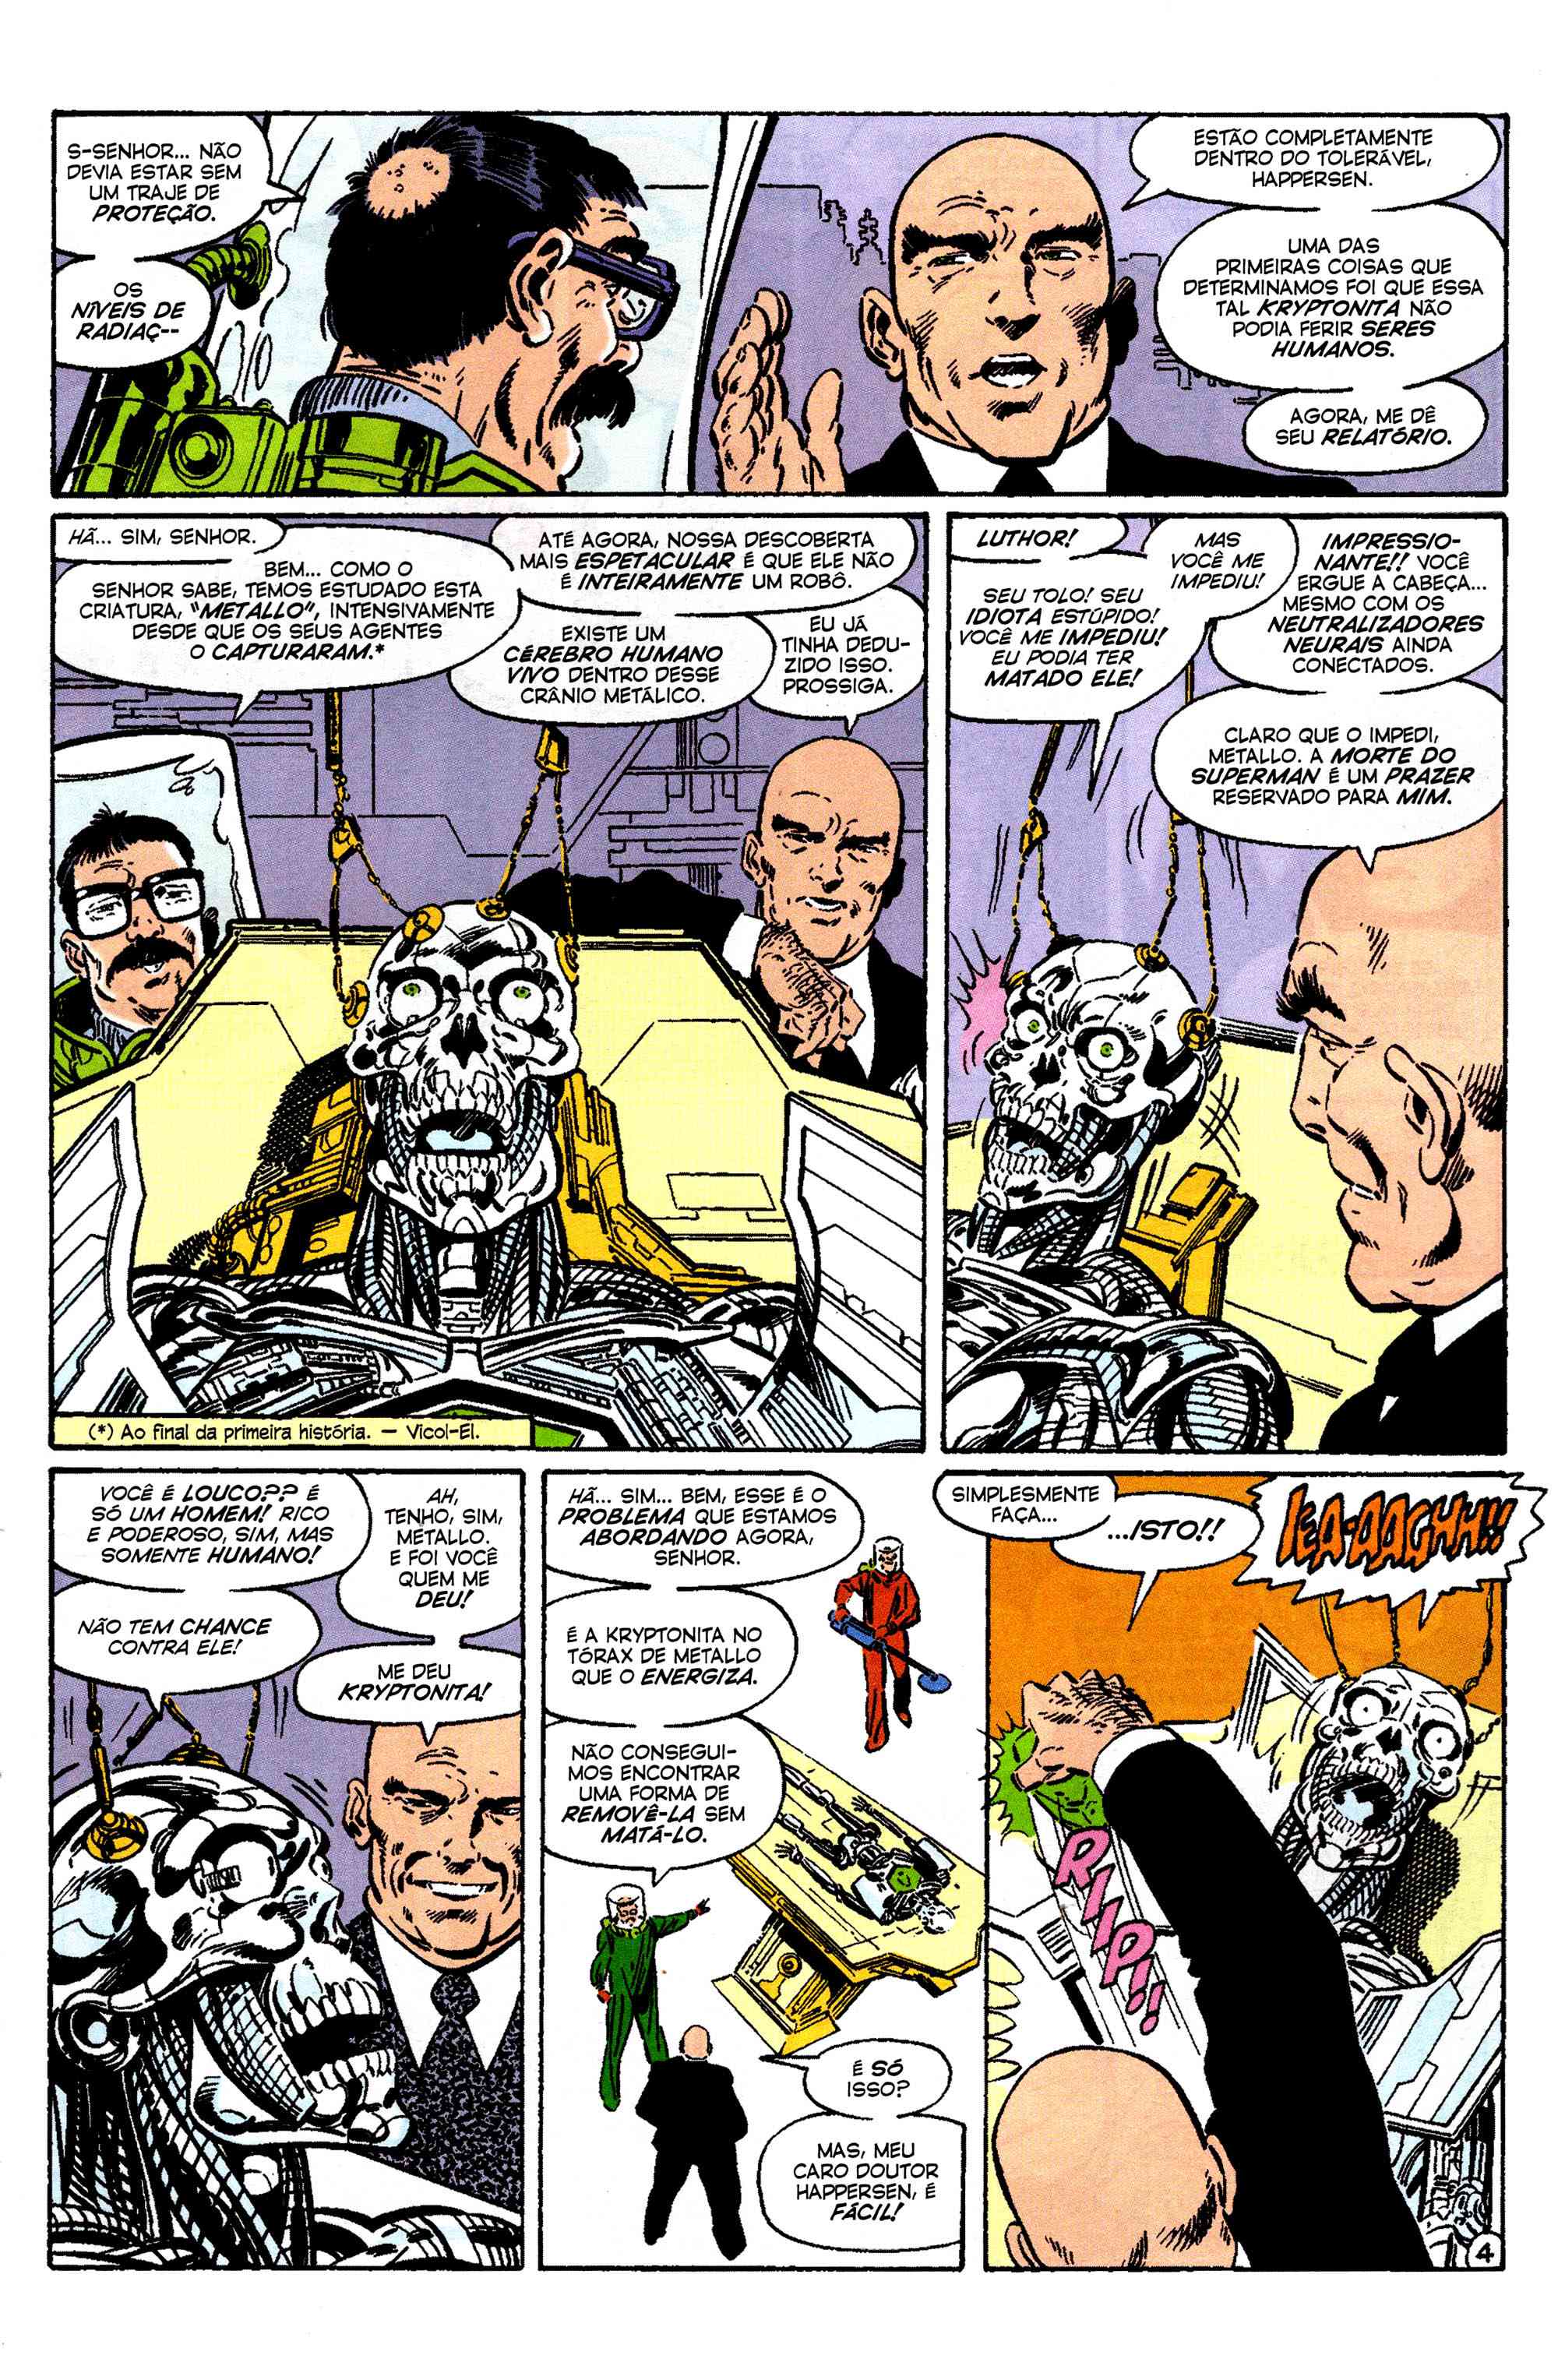 S-SENHOR... NÃO
DEVIA ESTAR SEM
UM TRAJE DE
PROTEÇÃO.
OS
NÍVEIS DE
RADIAÇ--
ESTÃO COMPLETAMENTE
DENTRO DO TOLERÁVEL,
HAPPERSEN.
UMA DAS
PRIMEIRAS COISAS QUE
DETERMINAMOS FOI QUE ESSA
TAL KRYPTONITA NÃO
PODIA FERIR SERES
HUMANOS.
AGORA, ME DÊ
SEU RELATÓRIO.
HÃ... SIM, SENHOR.
BEM... COMO O
SENHOR SABE, TEMOS ESTUDADO ESTA
CRIATURA, "METALLO", INTENSIVAMENTE
DESDE QUE OS SEUS AGENTES
O CAPTURARAM.*
ATÉ AGORA, NOSSA DESCOBERTA
MAIS ESPETACULAR É QUE ELE NÃO
É INTEIRAMENTE UM ROBÔ.
EXISTE UM
CÉREBRO HUMANO
VIVO DENTRO DESSE
CRÂNIO METÁLICO.
EU JÁ
TINHA DEDU-
ZIDO ISSO.
PROSSIGA.
(*) Ao final da primeira história. — Vicol-El.
LUTHOR!
SEU TOLO! SEU
IDIOTA ESTÚPIDO!
VOCÊ ME IMPEDIU!
EU PODIA TER
MATADO ELE!
MAS
VOCÊ ME
IMPEDIU!
IMPRESSIO-
NANTE!! VOCÊ
ERGUE A CABEÇA...
MESMO COM OS
NEUTRALIZADORES
NEURAIS AINDA
CONECTADOS.
CLARO QUE O IMPEDI,
METALLO. A MORTE DO
SUPERMAN É UM PRAZER
RESERVADO PARA MIM.
VOCÊ É LOUCO?? É
SÓ UM HOMEM! RICO
E PODEROSO, SIM, MAS
SOMENTE HUMANO!
NÃO TEM CHANCE
CONTRA ELE!
AH,
TENHO, SIM,
METALLO.
E FOI VOCÊ
QUEM ME
DEU!
ME DEU
KRYPTONITA!
HÃ... SIM... BEM, ESSE É O
PROBLEMA QUE ESTAMOS
ABORDANDO AGORA,
SENHOR.
É A KRYPTONITA NO
TÓRAX DE METALLO
QUE O ENERGIZA.
NÃO CONSEGUI-
MOS ENCONTRAR
UMA FORMA DE
REMOVÊ-LA SEM
MATÁ-LO.
É SÓ
ISSO?
MAS, MEU
CARO DOUTOR
HAPPERSEN, É
FÁCIL!
SIMPLESMENTE
FAÇA...
...ISTO!!
IEA-AAGHH!!
RIIIP!!
4